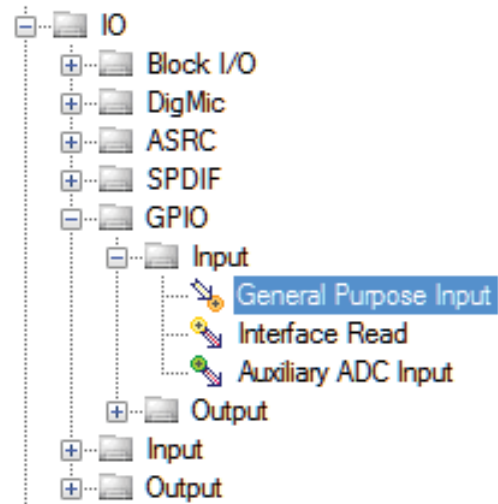 IO
Block I/O
DigMic
ASRC
SPDIF
GPIO
Input
General Purpose Input
Interface Read
Auxiliary ADC Input
Output
Input
Output